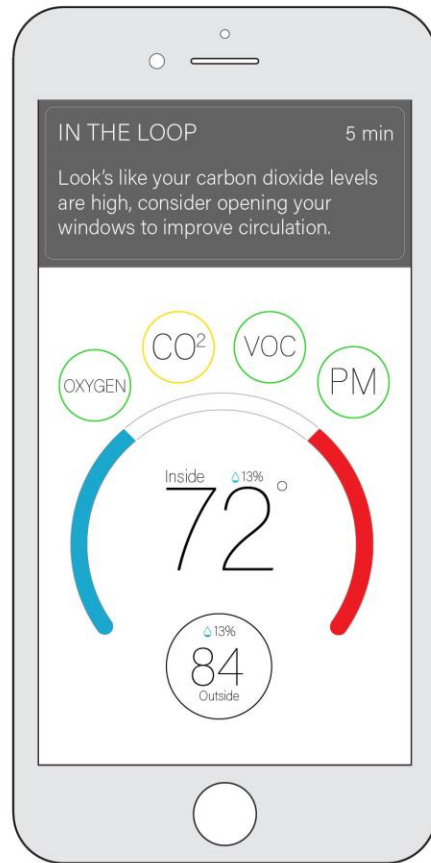 IN THE LOOP 5 min
Look's like your carbon dioxide levels
are high, consider opening your
windows to improve circulation.
OXYGEN CO² VOC PM
Inside 13%
72°
13%
84
Outside